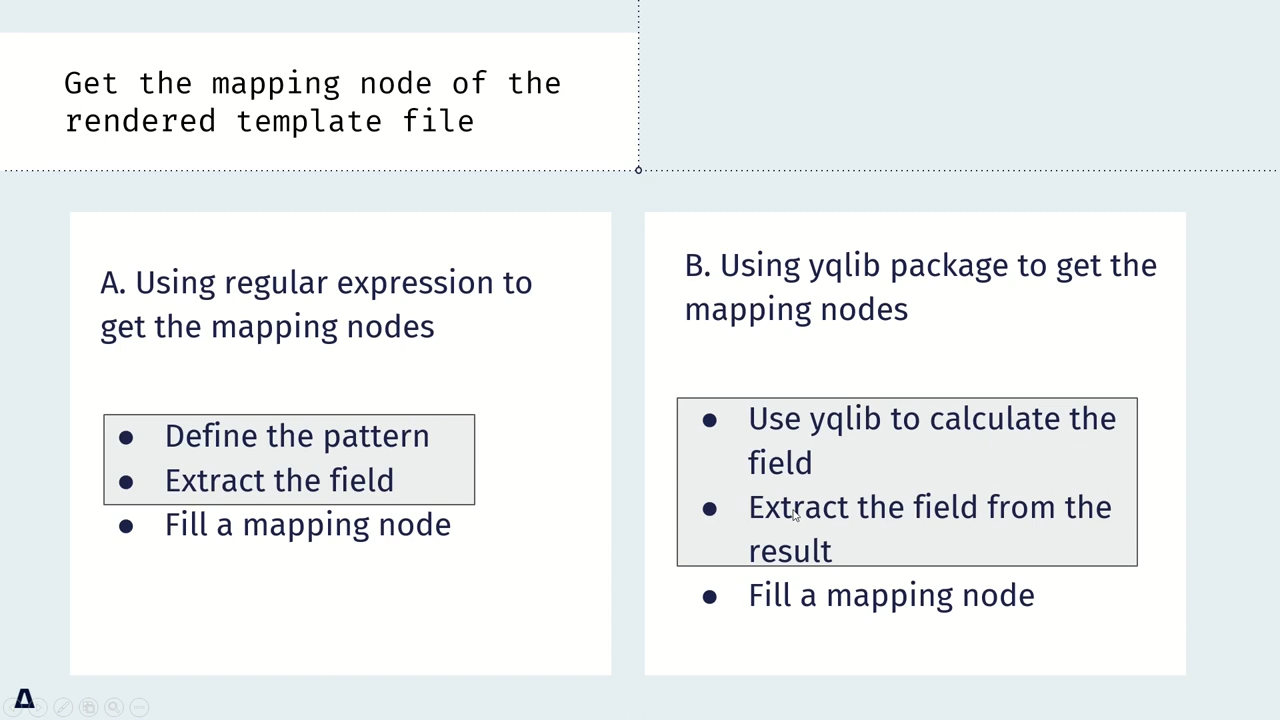 Get the mapping node of the
rendered template file
A. Using regular expression to
get the mapping nodes
● Define the pattern
● Extract the field
● Fill a mapping node
B. Using yqlib package to get the
mapping nodes
● Use yqlib to calculate the
field
● Extract the field from the
result
● Fill a mapping node